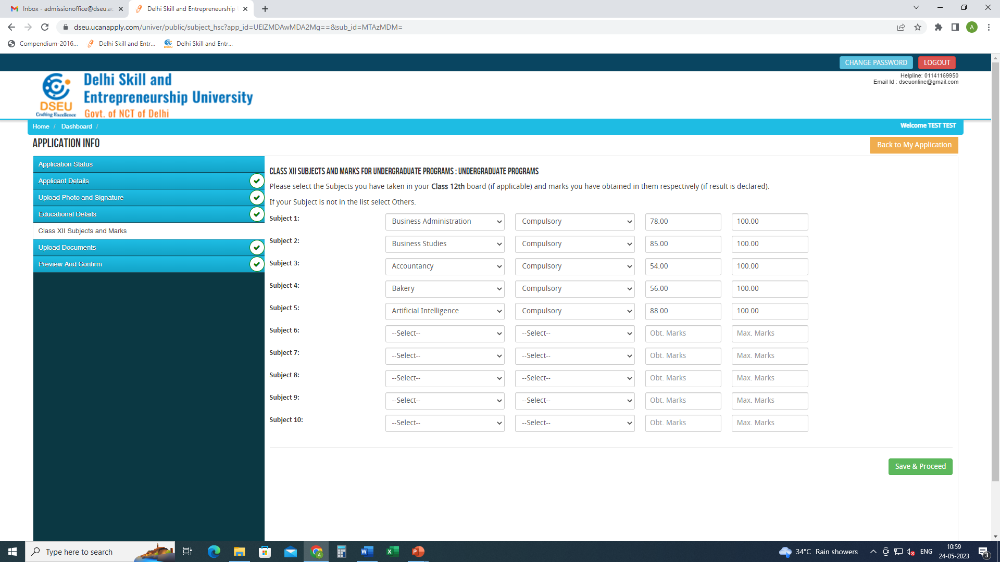 Inbox - admissionoffice@dseu.ac
Delhi Skill and Entrepreneurship
dseu.ucanapply.com/univer/public/subject_hsc?app_id=UElZMDAwMDA2Mg==&sub_id=MTAzMDM=
A
Compendium-2016...
Delhi Skill and Entr...
Delhi Skill and Entr...
CHANGE PASSWORD
LOGOUT
Helpline: 01141169950
Email Id : dseuonline@gmail.com
DSEU
Crafting Excellence
Delhi Skill and
Entrepreneurship University
Govt. of NCT of Delhi
Home / Dashboard /
Welcome TEST TEST
APPLICATION INFO
Back to My Application
Application Status
Applicant Details
Upload Photo and Signature
Educational Details
Class XII Subjects and Marks
Upload Documents
Preview And Confirm
CLASS XII SUBJECTS AND MARKS FOR UNDERGRADUATE PROGRAMS : UNDERGRADUATE PROGRAMS
Please select the Subjects you have taken in your Class 12th board (if applicable) and marks you have obtained in them respectively (if result is declared).
If your Subject is not in the list select Others.
Subject 1: Business Administration Compulsory 78.00 100.00
Subject 2: Business Studies Compulsory 85.00 100.00
Subject 3: Accountancy Compulsory 54.00 100.00
Subject 4: Bakery Compulsory 56.00 100.00
Subject 5: Artificial Intelligence Compulsory 88.00 100.00
Subject 6: --Select-- --Select-- Obt. Marks Max. Marks
Subject 7: --Select-- --Select-- Obt. Marks Max. Marks
Subject 8: --Select-- --Select-- Obt. Marks Max. Marks
Subject 9: --Select-- --Select-- Obt. Marks Max. Marks
Subject 10: --Select-- --Select-- Obt. Marks Max. Marks
Save & Proceed
Type here to search
34°C Rain showers
ENG
10:59
24-05-2023
3